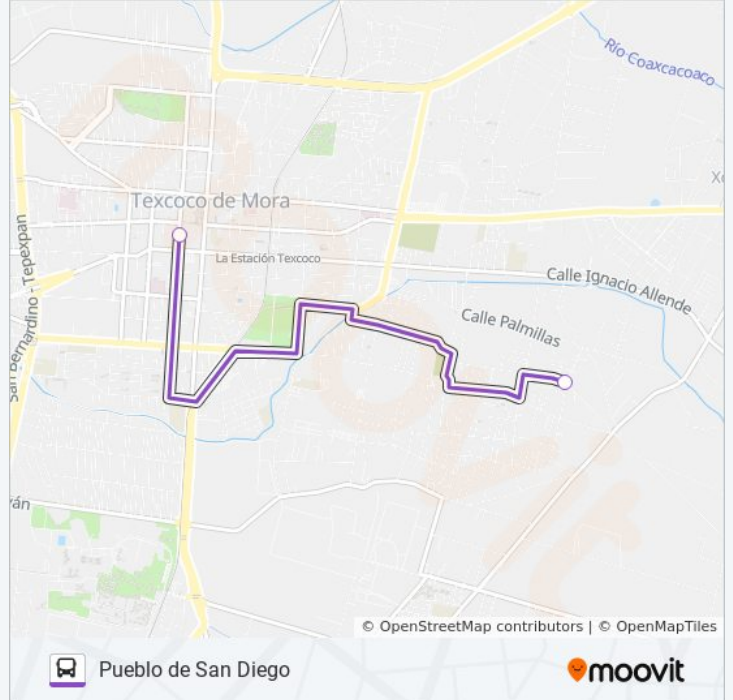 Río Coaxcacoaco
Texcoco de Mora
La Estación Texcoco
Calle Ignacio Allende
Calle Palmillas
San Bernardino - Tepexpan
© OpenStreetMap contributors | © OpenMapTiles
Pueblo de San Diego
moovit